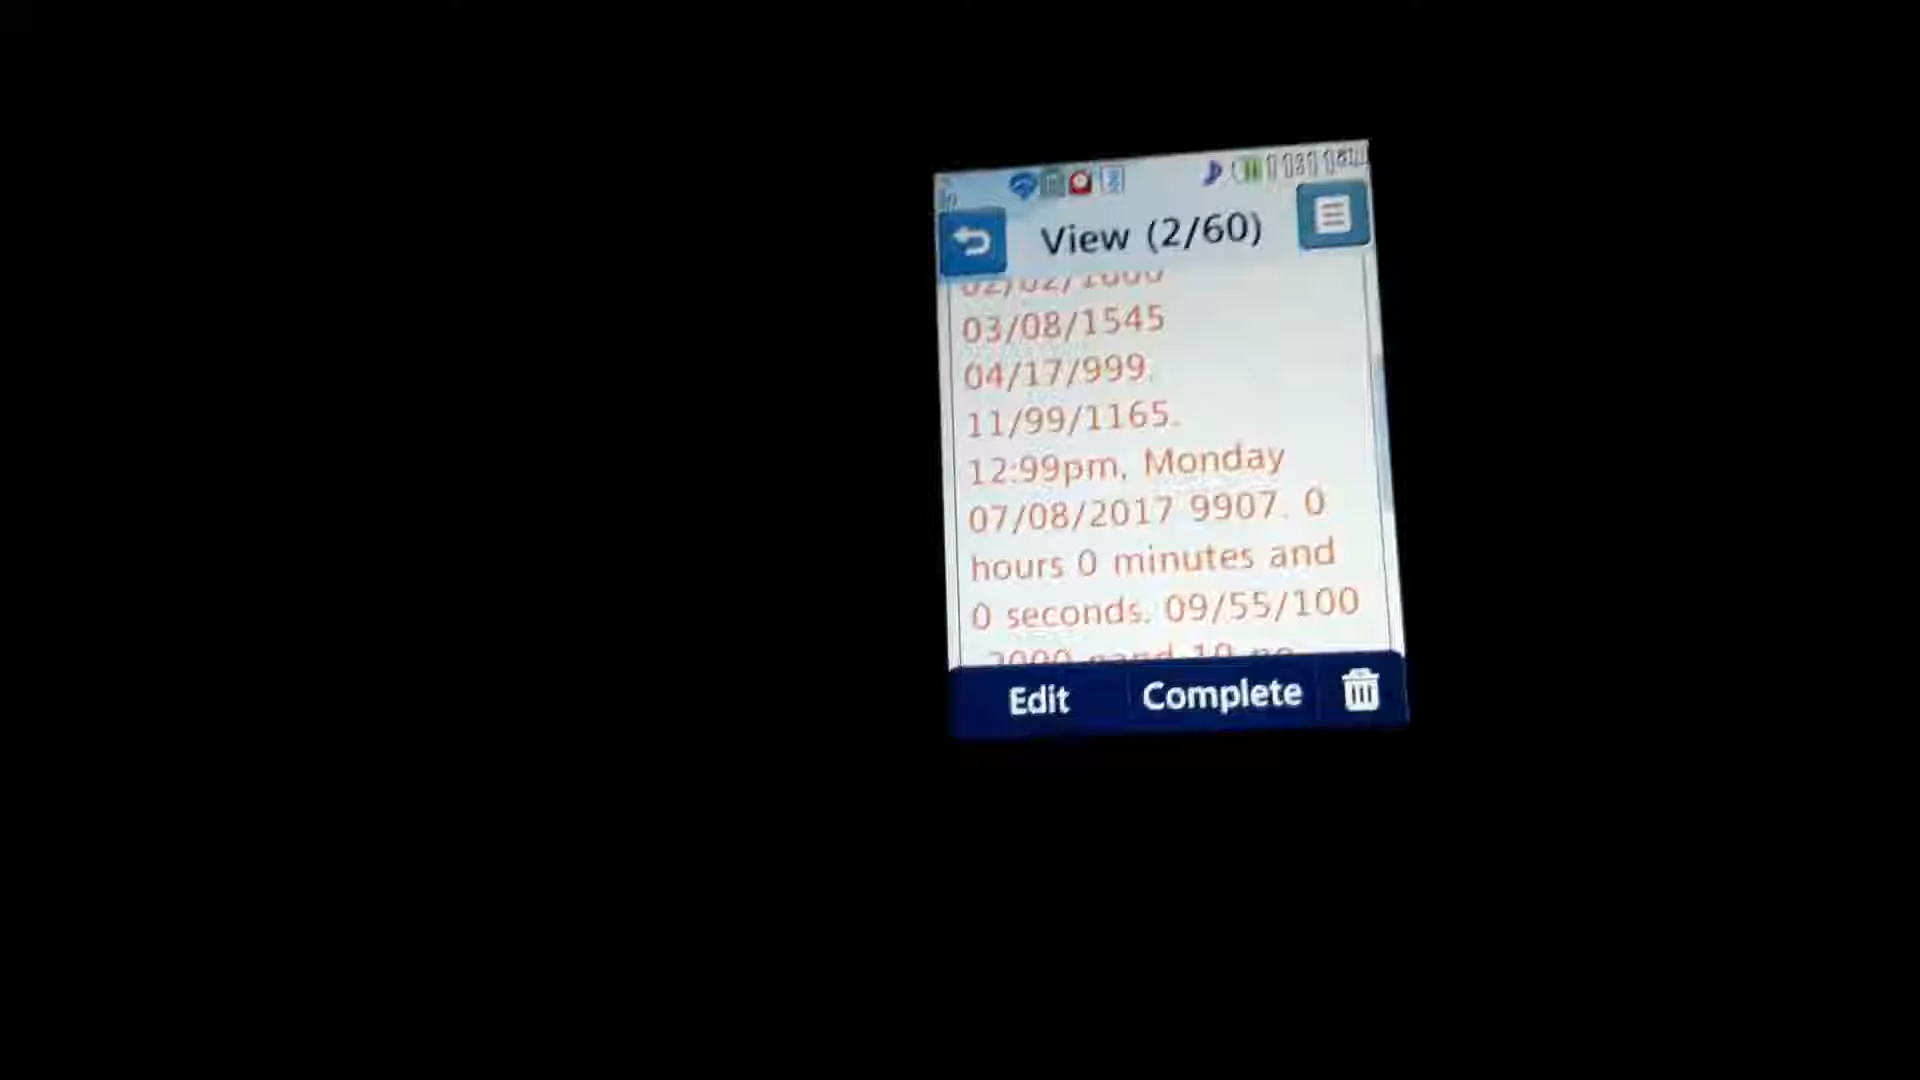 View (2/60)
03/08/1545
04/17/999.
11/99/1165.
12:99pm, Monday
07/08/2017 9907. 0
hours 0 minutes and
0 seconds. 09/55/100
Edit
Complete